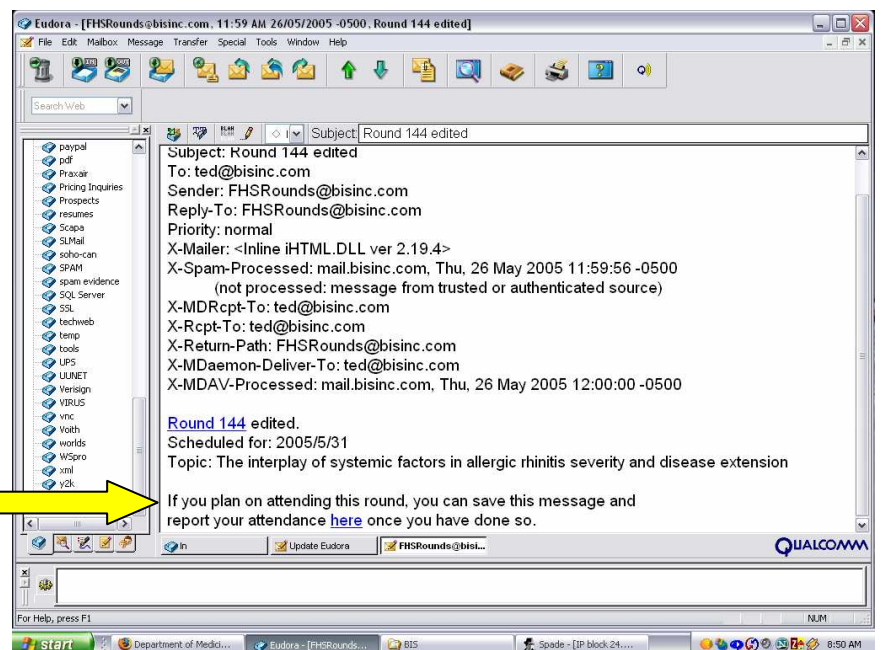 Eudora - [FHSRounds@bisinc.com, 11:59 AM 26/05/2005 -0500, Round 144 edited]
File Edit Mailbox Message Transfer Special Tools Window Help
Search Web
Subject: Round 144 edited
paypal
pdf
Praxair
Pricing Inquiries
Prospects
resumes
Scapa
SLMail
soho-can
SPAM
spam evidence
SQL Server
SSL
techweb
temp
tools
UPS
UUNET
Verisign
VIRUS
vnc
Voith
worlds
WSpro
xml
y2k
Subject: Round 144 edited
To: ted@bisinc.com
Sender: FHSRounds@bisinc.com
Reply-To: FHSRounds@bisinc.com
Priority: normal
X-Mailer: <Inline iHTML.DLL ver 2.19.4>
X-Spam-Processed: mail.bisinc.com, Thu, 26 May 2005 11:59:56 -0500
(not processed: message from trusted or authenticated source)
X-MDRcpt-To: ted@bisinc.com
X-Rcpt-To: ted@bisinc.com
X-Return-Path: FHSRounds@bisinc.com
X-MDaemon-Deliver-To: ted@bisinc.com
X-MDAV-Processed: mail.bisinc.com, Thu, 26 May 2005 12:00:00 -0500
Round 144 edited.
Scheduled for: 2005/5/31
Topic: The interplay of systemic factors in allergic rhinitis severity and disease extension
If you plan on attending this round, you can save this message and
report your attendance here once you have done so.
In Update Eudora FHSRounds@bisi... QUALCOMM
For Help, press F1 NUM
start Department of Medici... Eudora - [FHSRounds... BIS Spade - [IP block 24.... 8:50 AM